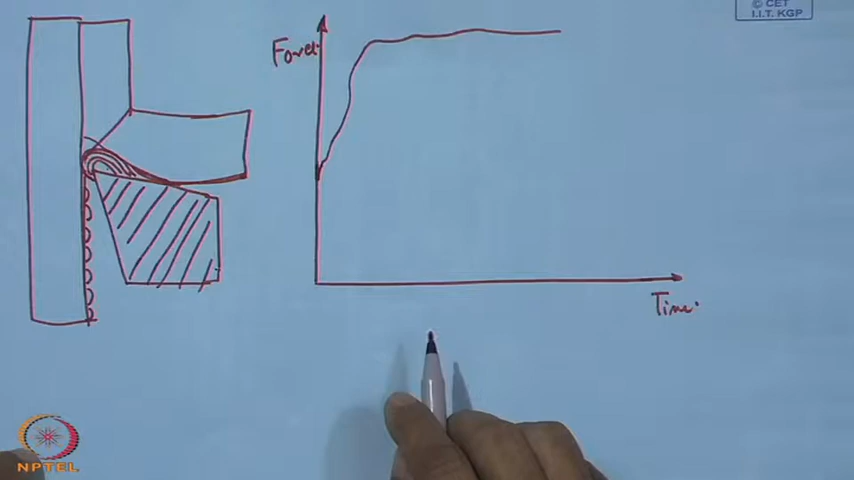 © CET
I.I.T. KGP
Force
Time
NPTEL